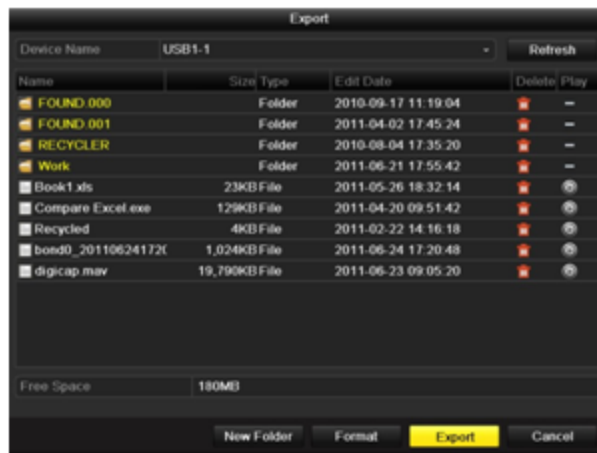 Export
Device Name USB1-1 Refresh
Name Size Type Edit Date Delete Play
FOUND.000 Folder 2010-09-17 11:19:04 –
FOUND.001 Folder 2011-04-02 17:45:24 –
RECYCLER Folder 2010-08-04 17:35:20 –
Work Folder 2011-06-21 17:55:42 –
Book1.xls 23KB File 2011-05-26 18:32:14
Compare Excel.exe 129KB File 2011-04-20 09:51:42
Recycled 4KB File 2011-02-22 14:16:18
bond0_20110624172( 1,024KB File 2011-06-24 17:20:48
digicap.mav 19,790KB File 2011-06-23 09:05:20
Free Space 180MB
New Folder Format Export Cancel